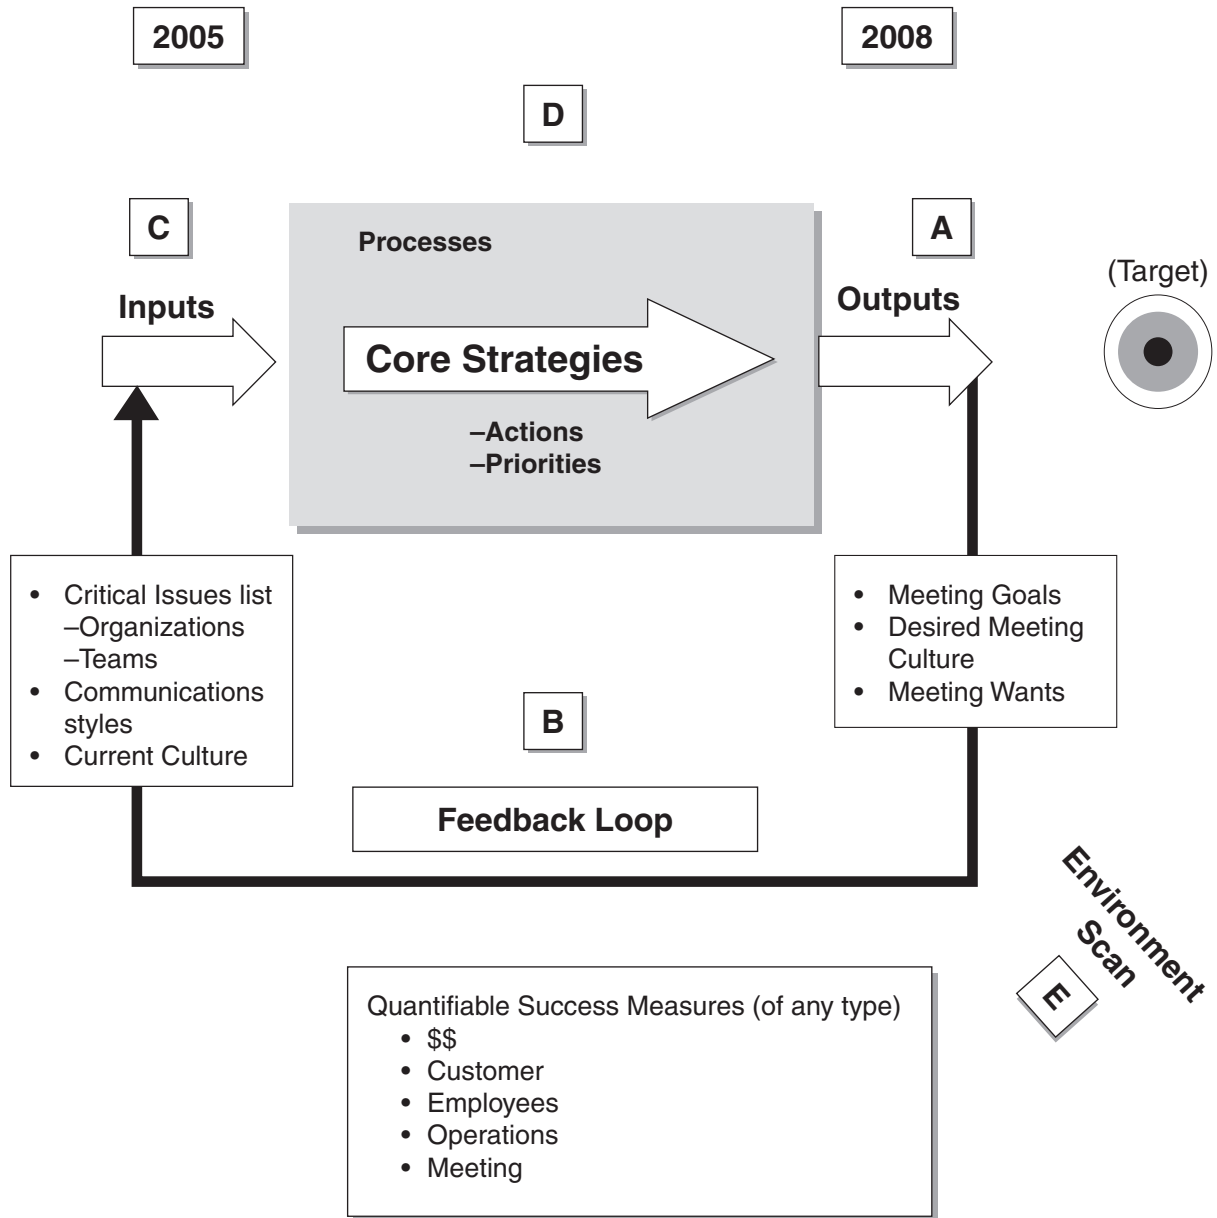 2005
2008
D
C
A
Processes
(Target)
Inputs
Outputs
Core Strategies
–Actions
–Priorities
• Critical Issues list
–Organizations
–Teams
• Communications
styles
• Current Culture
• Meeting Goals
• Desired Meeting
Culture
• Meeting Wants
B
Feedback Loop
Environment
Scan
E
Quantifiable Success Measures (of any type)
• $$
• Customer
• Employees
• Operations
• Meeting